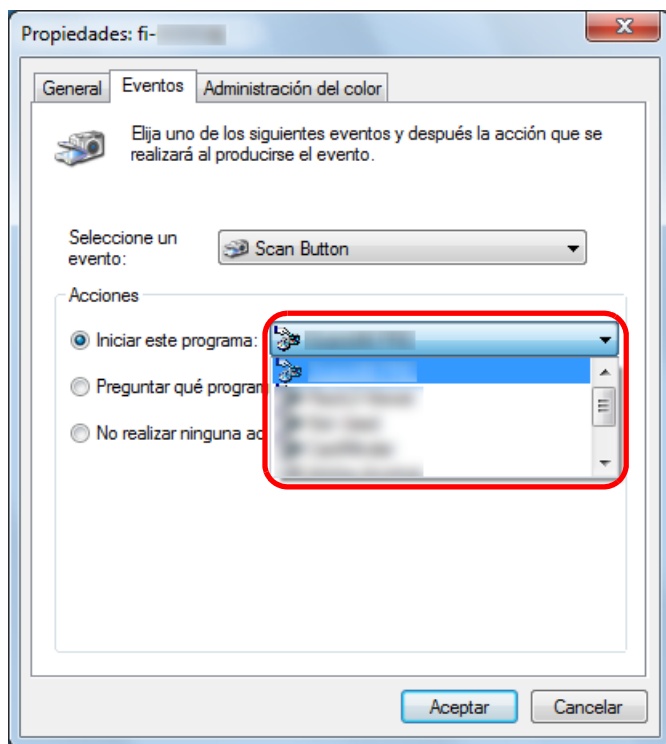 Propiedades: fi-
General
Eventos
Administración del color
Elija uno de los siguientes eventos y después la acción que se
realizará al producirse el evento.
Seleccione un
evento:
Scan Button
Acciones
Iniciar este programa:
Preguntar qué program
No realizar ninguna ac
Aceptar
Cancelar